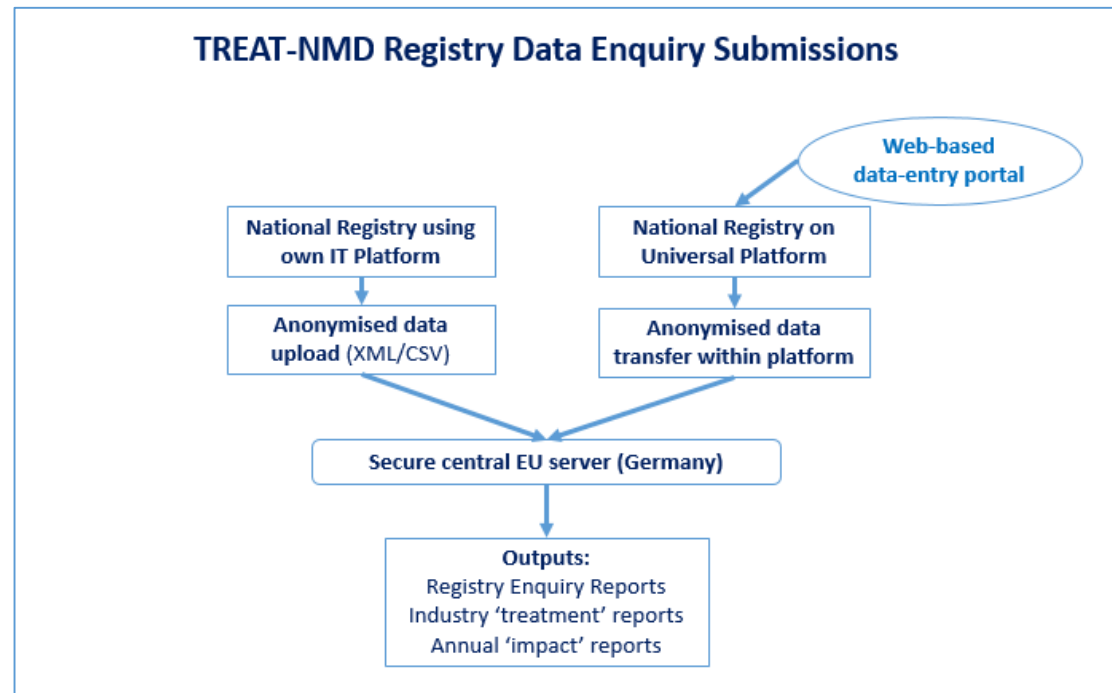 TREAT-NMD Registry Data Enquiry Submissions
Web-based
data-entry portal
National Registry using
own IT Platform
National Registry on
Universal Platform
Anonymised data
upload (XML/CSV)
Anonymised data
transfer within platform
Secure central EU server (Germany)
Outputs:
Registry Enquiry Reports
Industry ‘treatment’ reports
Annual ‘impact’ reports